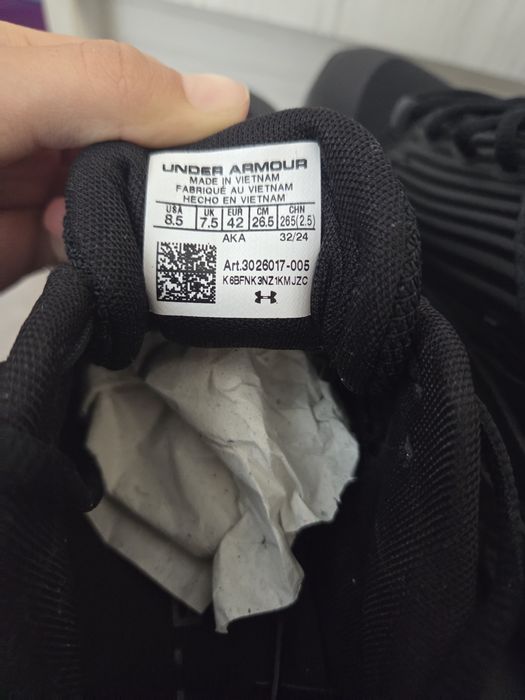 UNDER ARMOUR
MADE IN VIETNAM
FABRIQUÉ AU VIETNAM
HECHO EN VIETNAM
USA UK EUR CM CHN
8.5 7.5 42 26.5 265(2.5)
AKA 32/24
Art.3026017-005
K6BFNK3NZ1KMJZC